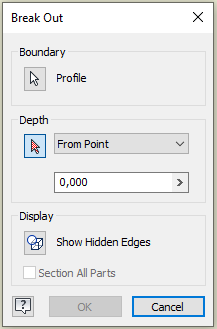 Break Out
Boundary
Profile
Depth
From Point
0,000
Display
Show Hidden Edges
Section All Parts
OK
Cancel